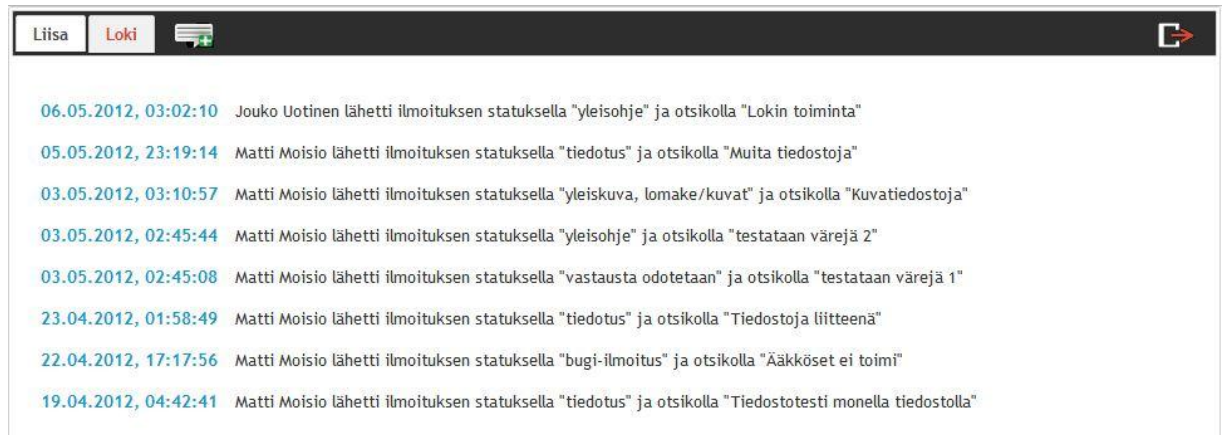 Liisa Loki
06.05.2012, 03:02:10 Jouko Uotinen lähetti ilmoituksen statuksella "yleisohje" ja otsikolla "Lokin toiminta"
05.05.2012, 23:19:14 Matti Moisio lähetti ilmoituksen statuksella "tiedotus" ja otsikolla "Muita tiedostoja"
03.05.2012, 03:10:57 Matti Moisio lähetti ilmoituksen statuksella "yleiskuva, lomake/kuvat" ja otsikolla "Kuvatiedostoja"
03.05.2012, 02:45:44 Matti Moisio lähetti ilmoituksen statuksella "yleisohje" ja otsikolla "testataan värejä 2"
03.05.2012, 02:45:08 Matti Moisio lähetti ilmoituksen statuksella "vastausta odotetaan" ja otsikolla "testataan värejä 1"
23.04.2012, 01:58:49 Matti Moisio lähetti ilmoituksen statuksella "tiedotus" ja otsikolla "Tiedostoja liitteenä"
22.04.2012, 17:17:56 Matti Moisio lähetti ilmoituksen statuksella "bugi-ilmoitus" ja otsikolla "Ääkköset ei toimi"
19.04.2012, 04:42:41 Matti Moisio lähetti ilmoituksen statuksella "tiedotus" ja otsikolla "Tiedostotesti monella tiedostolla"